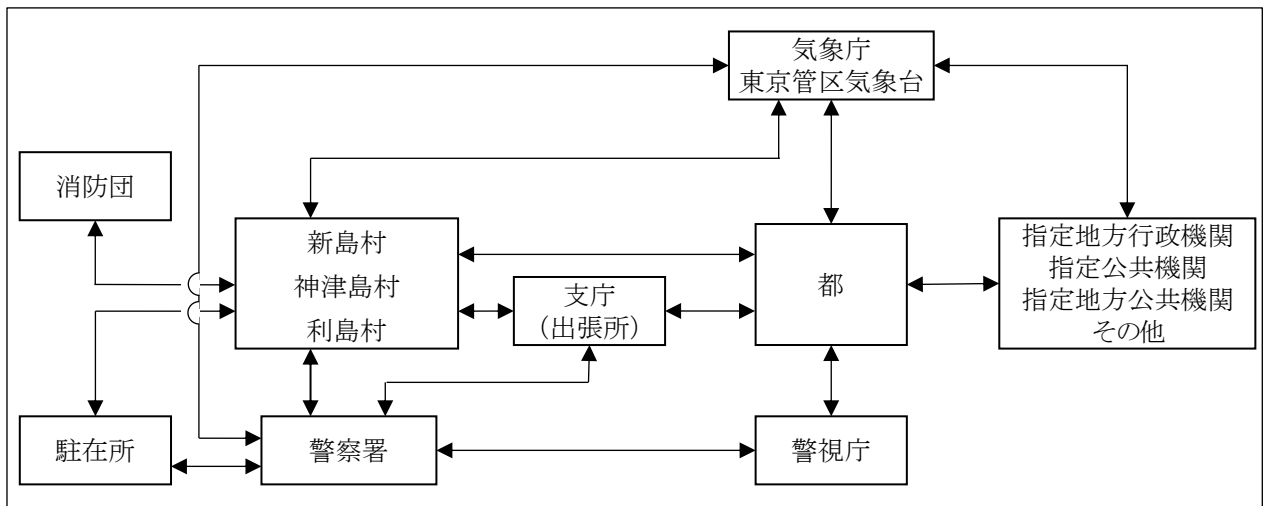 気象庁
東京管区気象台
消防団
新島村
神津島村
利島村
支庁
（出張所）
都
指定地方行政機関
指定公共機関
指定地方公共機関
その他
駐在所
警察署
警視庁